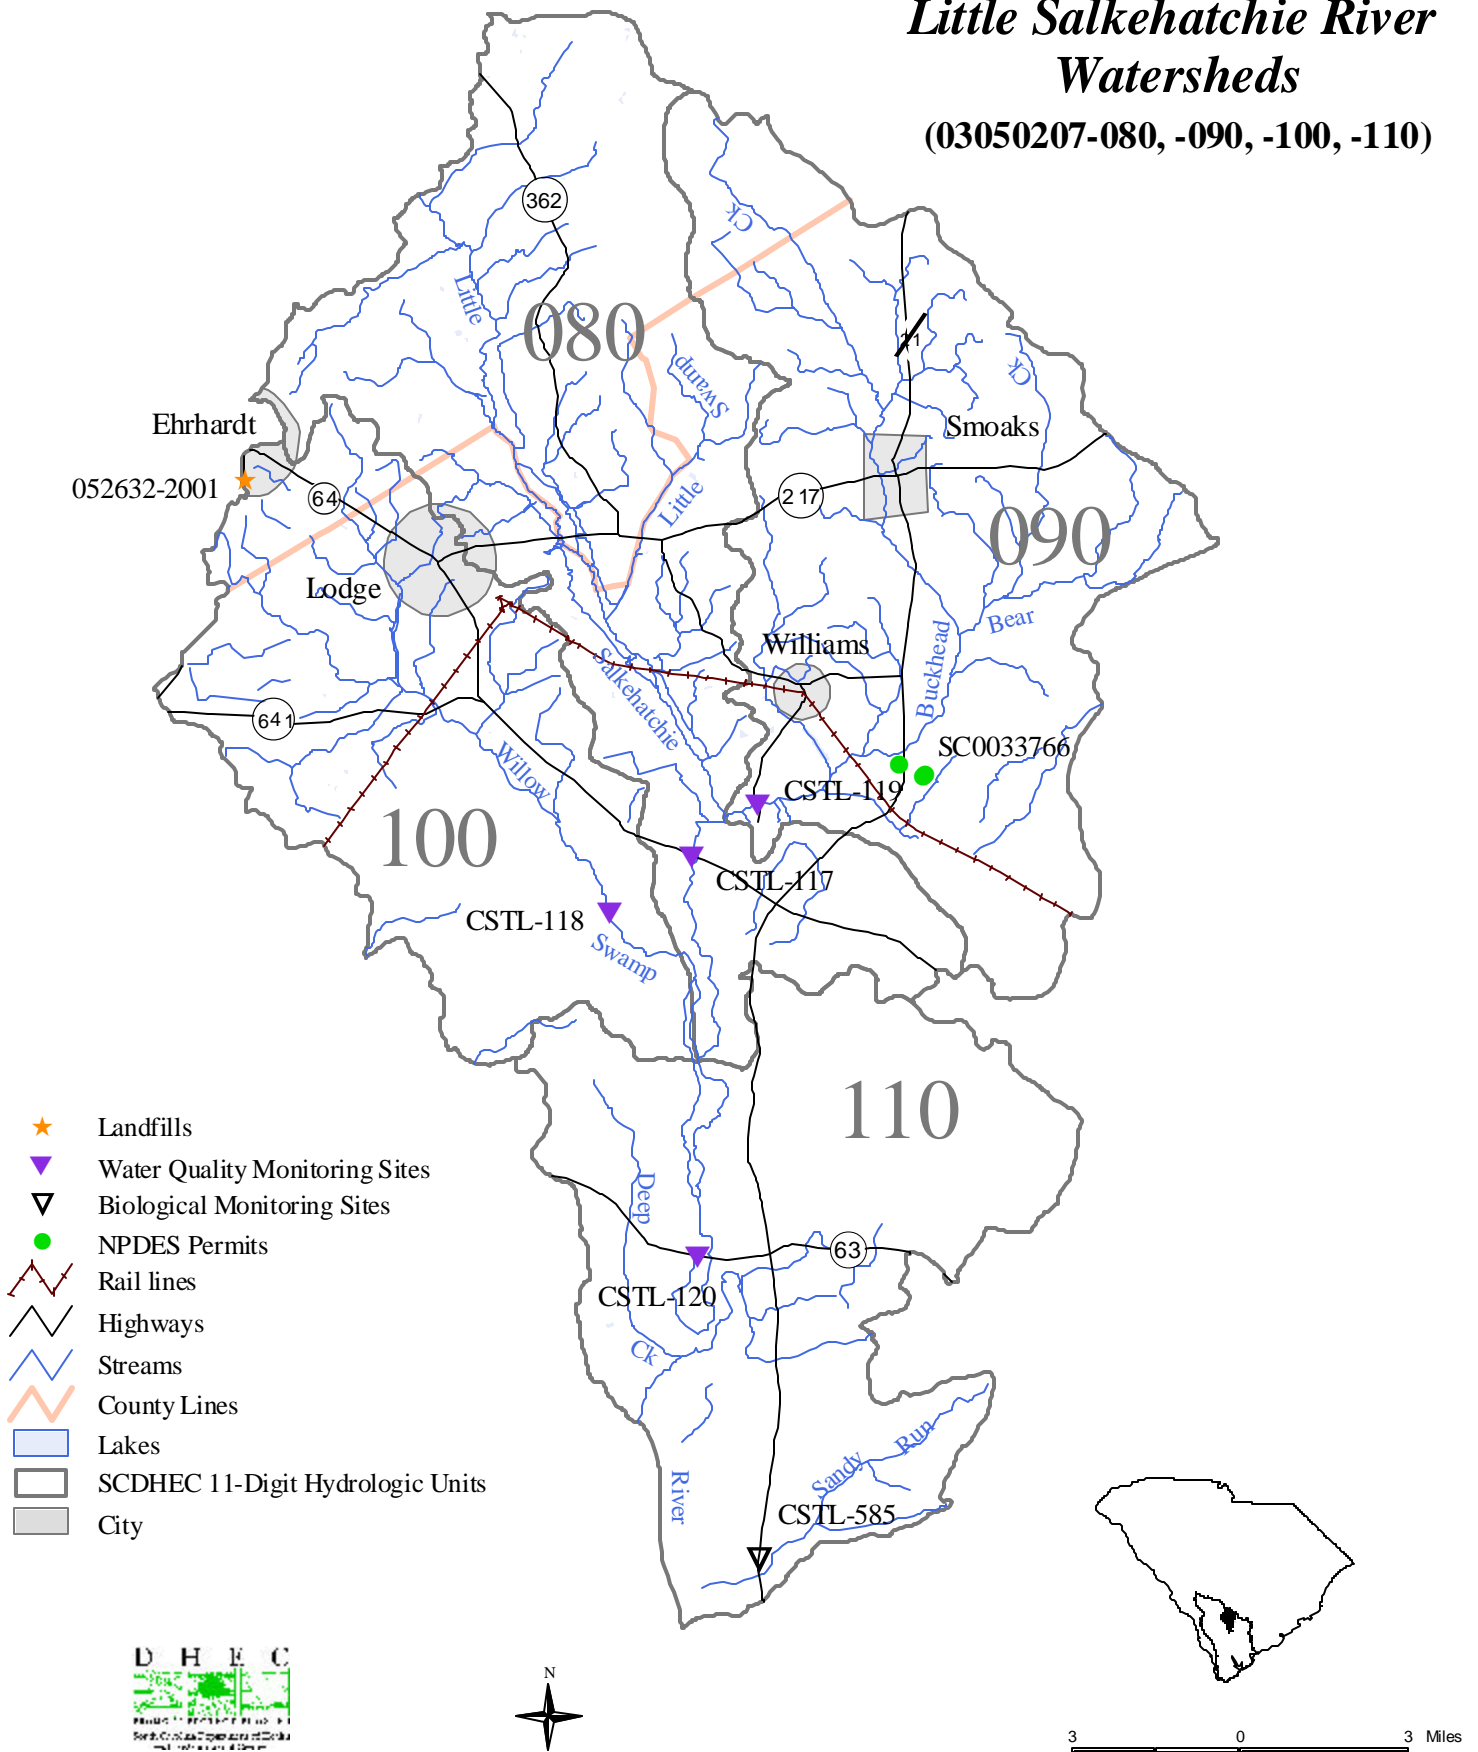 Little Salkehatchie River
Watersheds
(03050207-080, -090, -100, -110)
362
Ck
Little
080
21
Swamp
Ck
Ehrhardt
Smoaks
052632-2001
64
217
Little
090
Lodge
Bear
Williams
Buckhead
Salkehatchie
641
SC0033766
Willow
CSTL-119
100
CSTL-117
CSTL-118
Swamp
110
Deep
63
CSTL-120
Ck
River
Sandy Run
CSTL-585
Landfills
Water Quality Monitoring Sites
Biological Monitoring Sites
NPDES Permits
Rail lines
Highways
Streams
County Lines
Lakes
SCDHEC 11-Digit Hydrologic Units
City
D H E C
N
3 0 3 Miles